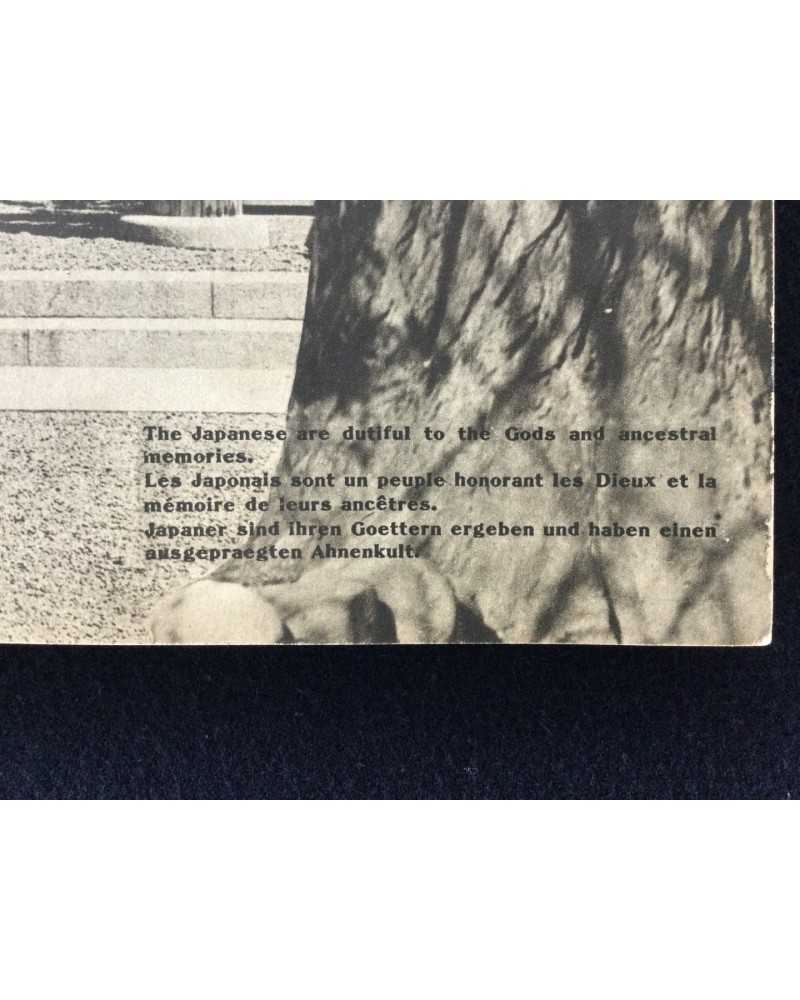 The Japanese are dutiful to the Gods and ancestral
memories.
Les Japonais sont un peuple honorant les Dieux et la
mémoire de leurs ancêtres.
Japaner sind ihren Goettern ergeben und haben einen
ausgepraegten Ahnenkult.